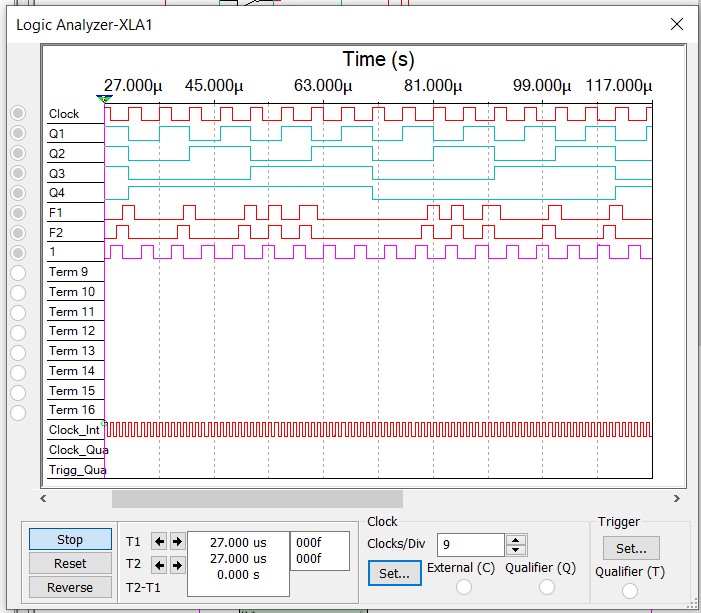 Logic Analyzer-XLA1
Time (s)
27.000µ 45.000µ 63.000µ 81.000µ 99.000µ 117.000µ
Clock
Q1
Q2
Q3
Q4
F1
F2
1
Term 9
Term 10
Term 11
Term 12
Term 13
Term 14
Term 15
Term 16
Clock_Int
Clock_Qua
Trigg_Qua
Stop
Reset
Reverse
T1
T2
T2-T1
27.000 us
27.000 us
0.000 s
000f
000f
Clock
Clocks/Div 9
Set...
External (C) Qualifier (Q)
Trigger
Set...
Qualifier (T)